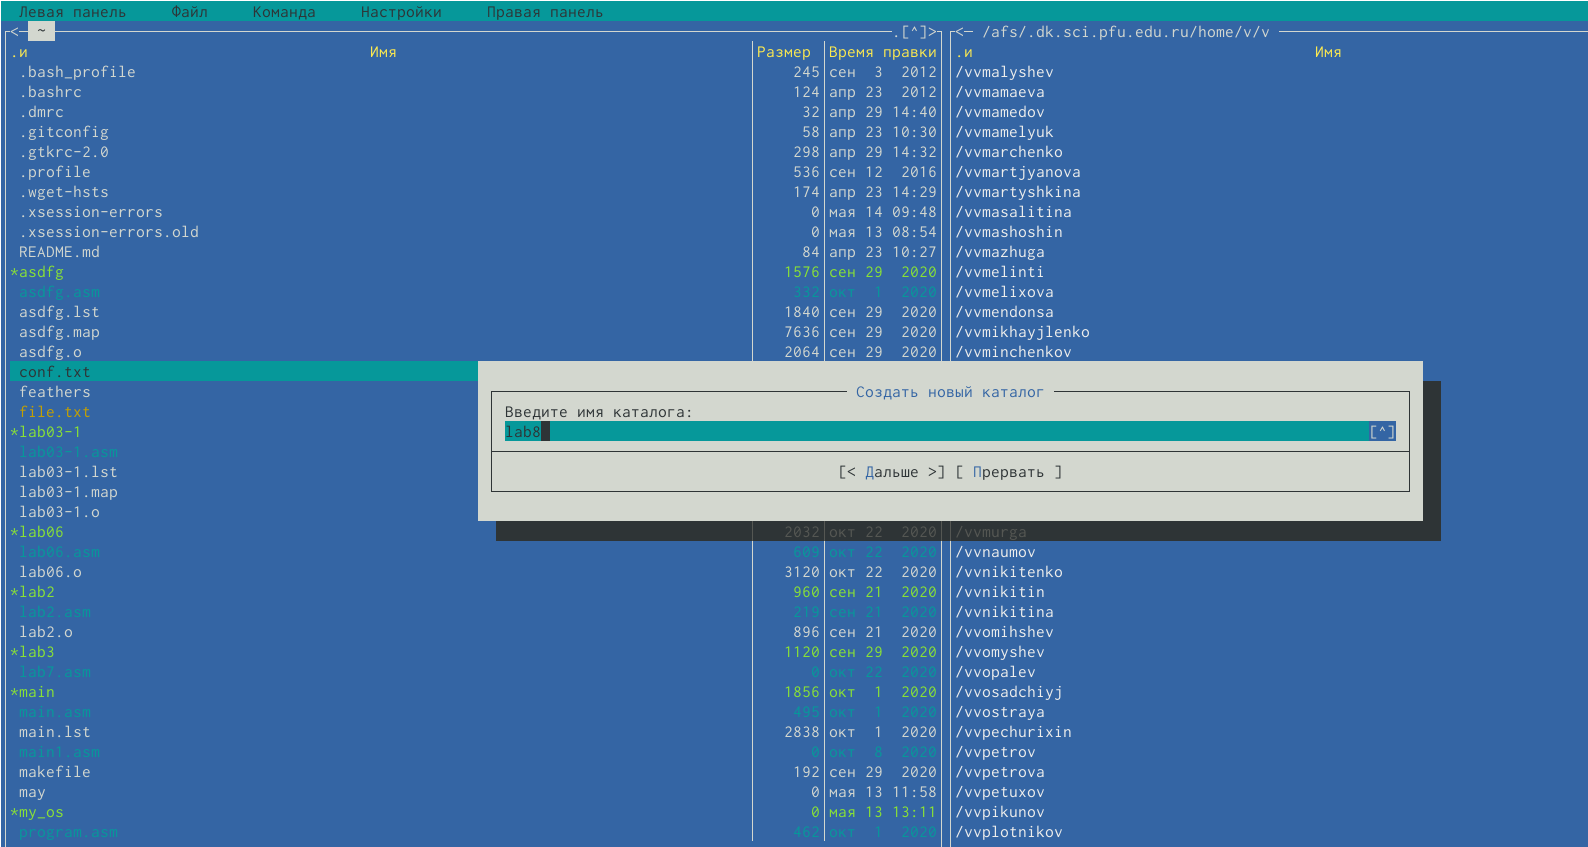 Левая панель Файл Команда Настройки Правая панель
<─ ~ .[^]> <─ /afs/.dk.sci.pfu.edu.ru/home/v/v
.и Имя Размер Время правки .и Имя
.bash_profile 245 сен 3 2012 /vvmalyshev
.bashrc 124 апр 23 2012 /vvmamaeva
.dmrc 32 апр 29 14:40 /vvmamedov
.gitconfig 58 апр 23 10:30 /vvmamelyuk
.gtkrc-2.0 298 апр 29 14:32 /vvmarchenko
.profile 536 сен 12 2016 /vvmartjyanova
.wget-hsts 174 апр 23 14:29 /vvmartyshkina
.xsession-errors 0 мая 14 09:48 /vvmasalitina
.xsession-errors.old 0 мая 13 08:54 /vvmashoshin
README.md 84 апр 23 10:27 /vvmazhuga
*asdfg 1576 сен 29 2020 /vvmelinti
asdfg.asm 332 окт 1 2020 /vvmelixova
asdfg.lst 1840 сен 29 2020 /vvmendonsa
asdfg.map 7636 сен 29 2020 /vvmikhayjlenko
asdfg.o 2064 сен 29 2020 /vvminchenkov
conf.txt
feathers Создать новый каталог
file.txt Введите имя каталога:
*lab03-1 lab8 [^]
lab03-1.asm
lab03-1.lst [< Дальше >] [ Прервать ]
lab03-1.map
lab03-1.o
*lab06 2032 окт 22 2020 /vvmurga
lab06.asm 609 окт 22 2020 /vvnaumov
lab06.o 3120 окт 22 2020 /vvnikitenko
*lab2 960 сен 21 2020 /vvnikitin
lab2.asm 219 сен 21 2020 /vvnikitina
lab2.o 896 сен 21 2020 /vvomihshev
*lab3 1120 сен 29 2020 /vvomyshev
lab7.asm 0 окт 22 2020 /vvopalev
*main 1856 окт 1 2020 /vvosadchiyj
main.asm 495 окт 1 2020 /vvostraya
main.lst 2838 окт 1 2020 /vvpechurixin
main1.asm 0 окт 8 2020 /vvpetrov
makefile 192 сен 29 2020 /vvpetrova
may 0 мая 13 11:58 /vvpetuxov
*my_os 0 мая 13 13:11 /vvpikunov
program.asm 462 окт 1 2020 /vvplotnikov